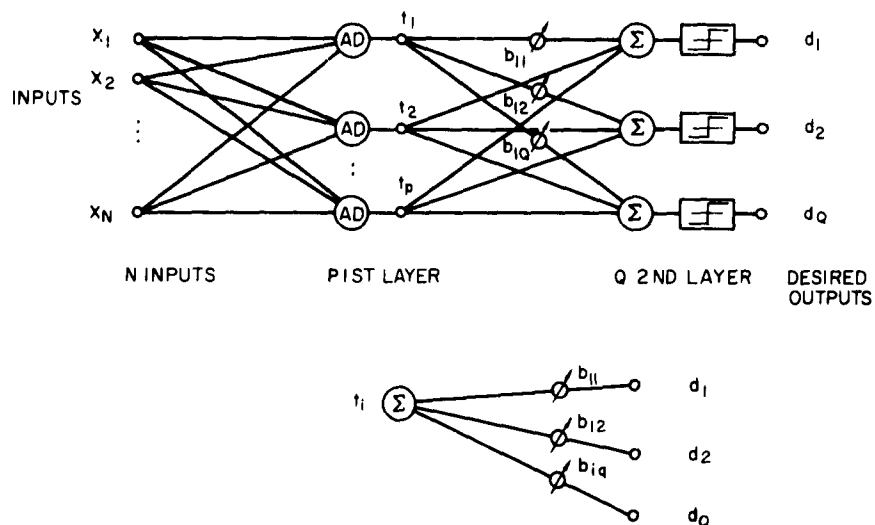 x1 AD t1 b11 Σ d1
x2
INPUTS
b12
t2
AD Σ d2
b1Q
⋮ ⋮
tp
xN AD Σ dQ
N INPUTS P 1ST LAYER Q 2ND LAYER DESIRED OUTPUTS
ti Σ b11 d1
b12 d2
biq
dQ